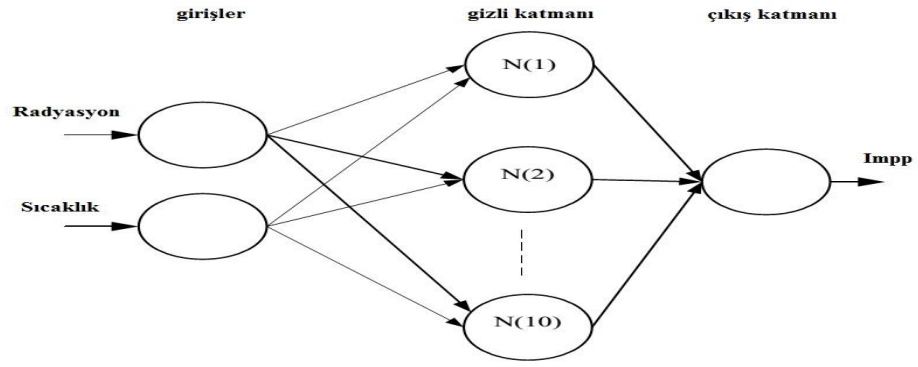 girişler
gizli katmanı
çıkış katmanı
Radyasyon
Sıcaklık
N(1)
N(2)
N(10)
Impp